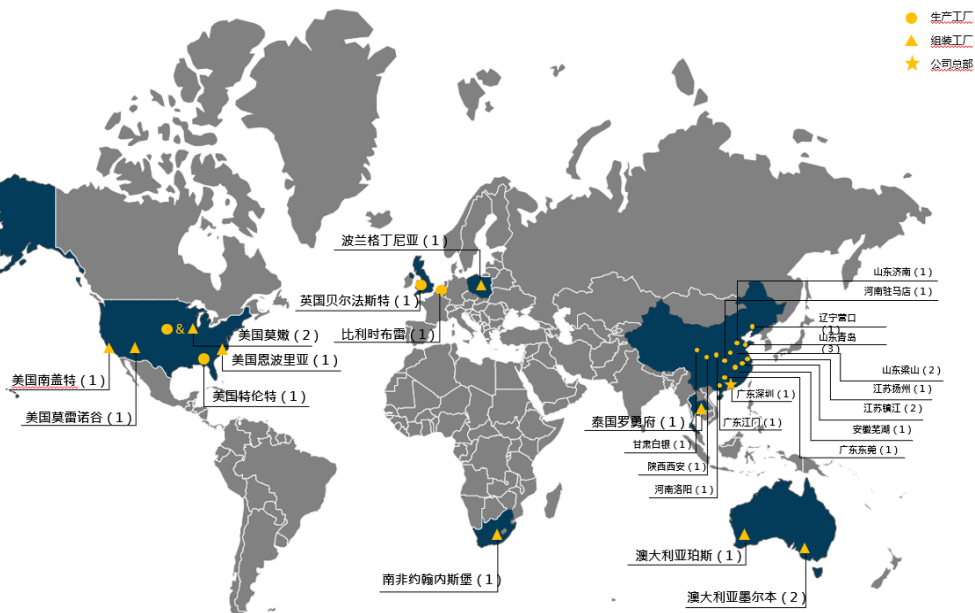 生产工厂
组装工厂
公司总部
波兰格丁尼亚(1)
山东济南(1)
河南驻马店(1)
英国贝尔法斯特(1)
辽宁营口
(1)
&
美国莫嫩(2)
比利时布雷(1)
山东青岛
(3)
美国恩波里亚(1)
山东梁山(2)
美国南盖特(1)
江苏扬州(1)
美国特伦特(1)
广东深圳(1)
江苏镇江(2)
美国莫雷诺谷(1)
泰国罗勇府(1)
广东江门(1)
安徽芜湖(1)
甘肃白银(1)
广东东莞(1)
陕西西安(1)
河南洛阳(1)
澳大利亚珀斯(1)
南非约翰内斯堡(1)
澳大利亚墨尔本(2)